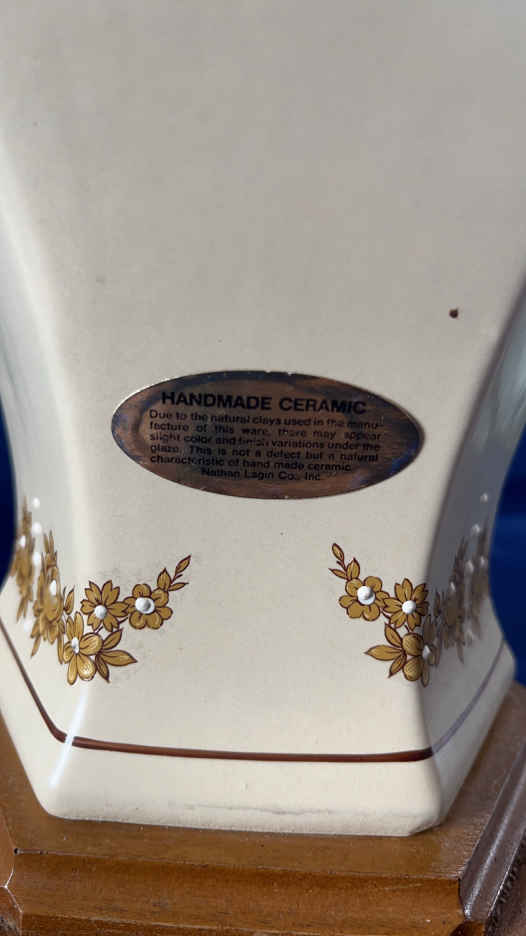 HANDMADE CERAMIC
Due to the natural clays used in the manu-
facture of this ware, there may appear
slight color and finish variations under the
glaze. This is not a defect but a natural
characteristic of hand made ceramic.
Nathan Lagin Co., Inc.